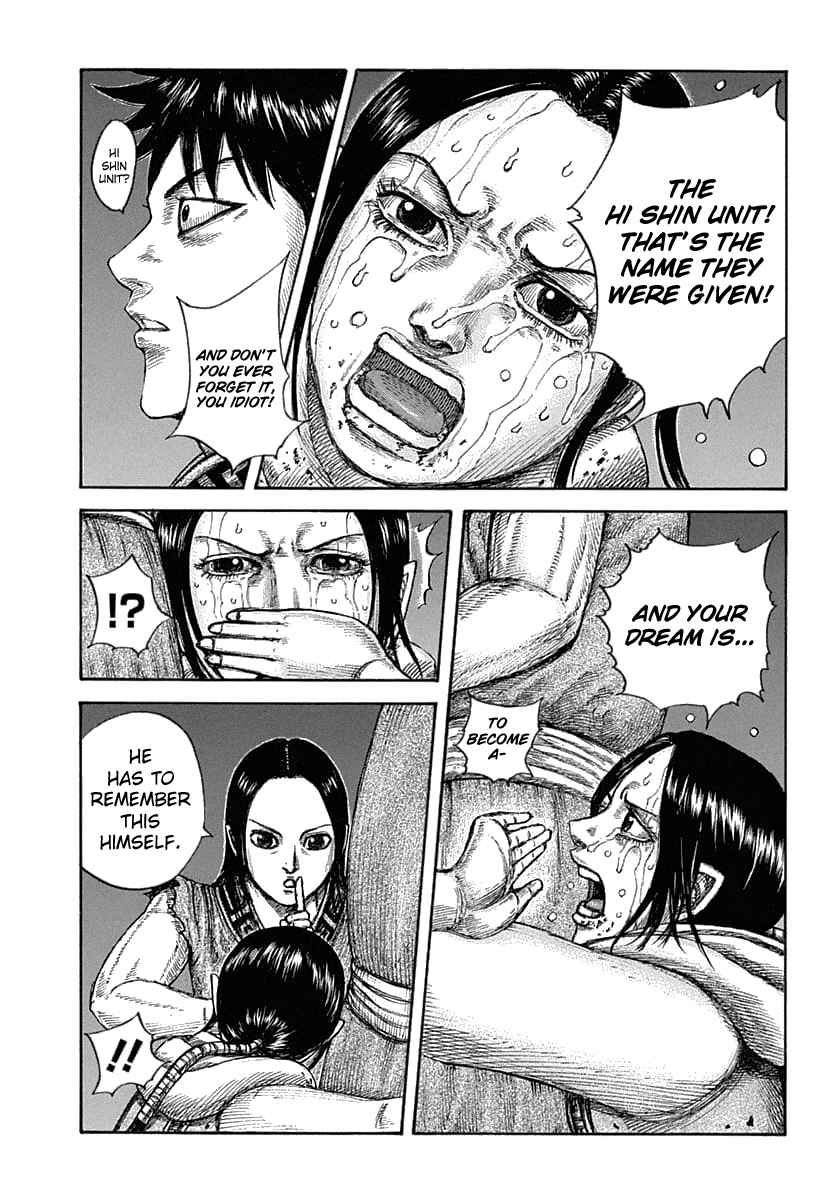 THE
HI SHIN UNIT!
THAT'S THE
NAME THEY
WERE GIVEN!
HI
SHIN
UNIT?
AND DON'T
YOU EVER
FORGET IT,
YOU IDIOT!
AND YOUR
DREAM IS...
TO
BECOME
A-
!?
HE
HAS TO
REMEMBER
THIS
HIMSELF.
!!